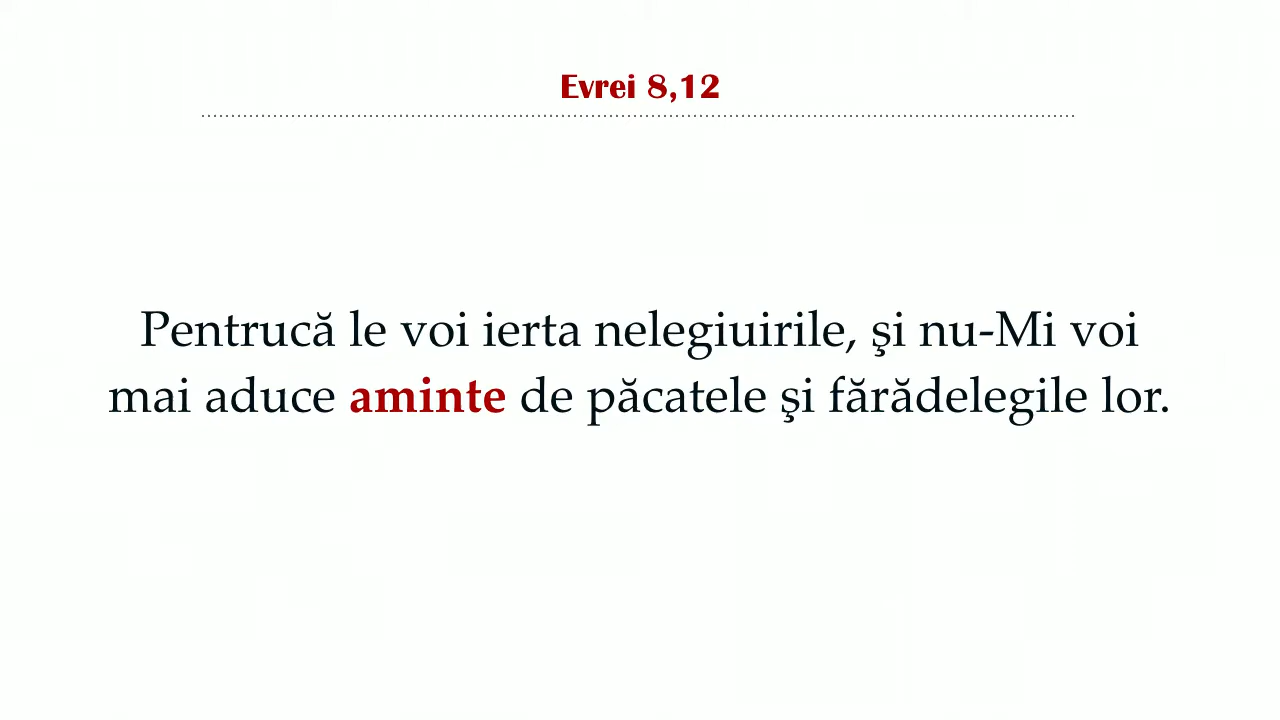 Evrei 8,12
Pentrucă le voi ierta nelegiuirile, şi nu-Mi voi
mai aduce aminte de păcatele şi fărădelegile lor.